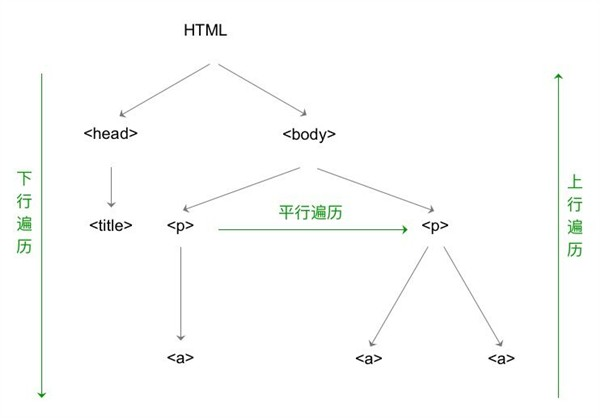 HTML
<head>
<body>
下行遍历
上行遍历
<title>
<p>
平行遍历
<p>
<a>
<a>
<a>